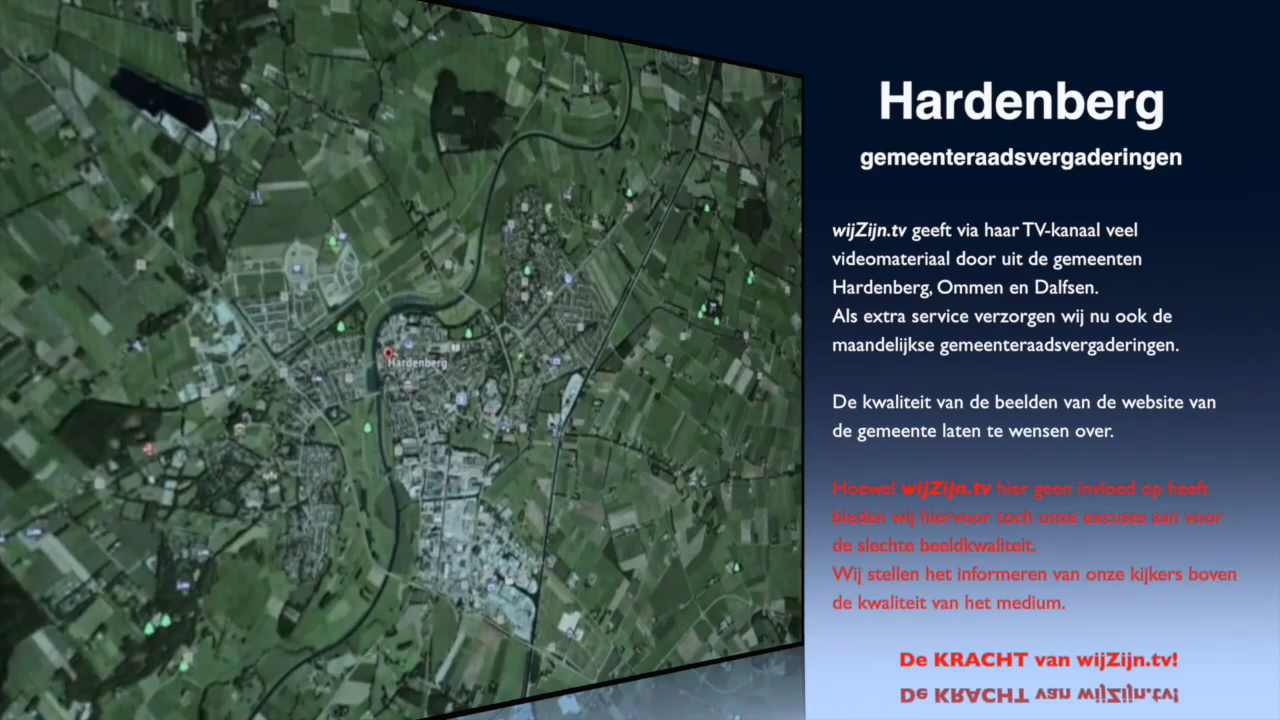 Hardenberg
gemeenteraadsvergaderingen
wijZijn.tv geeft via haar TV-kanaal veel
videomateriaal door uit de gemeenten
Hardenberg, Ommen en Dalfsen.
Als extra service verzorgen wij nu ook de
maandelijkse gemeenteraadsvergaderingen.
De kwaliteit van de beelden van de website van
de gemeente laten te wensen over.
Hoewel wijZijn.tv hier geen invloed op heeft
bieden wij hiervoor toch onze excuses aan voor
de slechte beeldkwaliteit.
Wij stellen het informeren van onze kijkers boven
de kwaliteit van het medium.
De KRACHT van wijZijn.tv!
Hardenberg